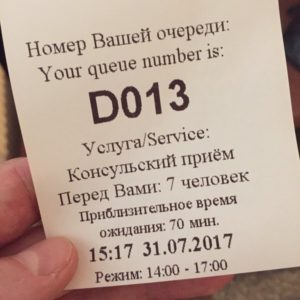 Номер Вашей очереди:
Your queue number is:
D013
Услуга/Service:
Консульский приём
Перед Вами: 7 человек
Приблизительное время
ожидания: 70 мин.
15:17 31.07.2017
Режим: 14:00 - 17:00